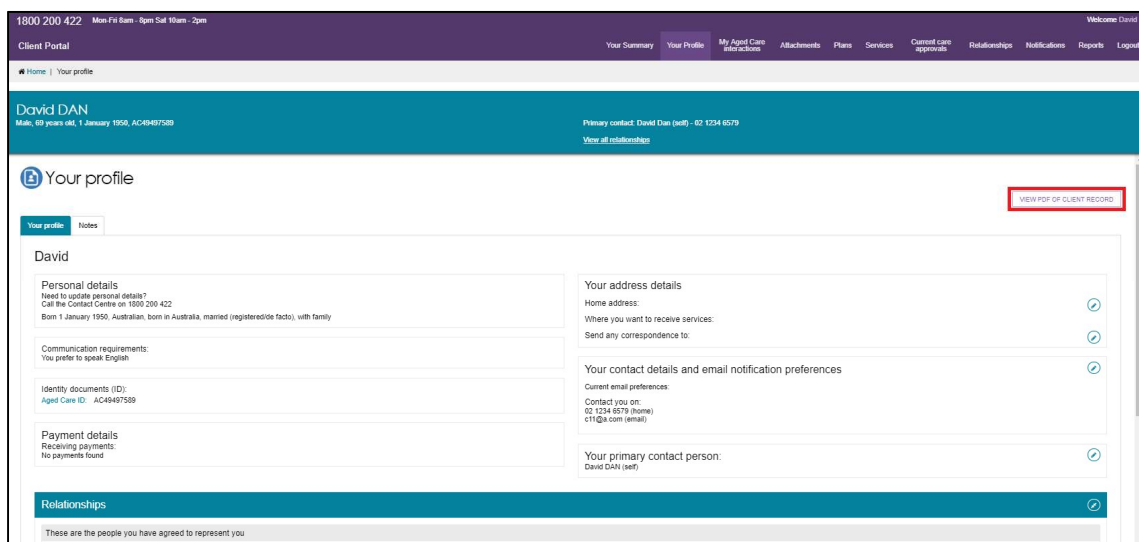 1800 200 422 Mon-Fri 8am - 8pm Sat 10am - 2pm
Welcome David
Client Portal
Your Summary
Your Profile
My Aged Care
interactions
Attachments
Plans
Services
Current care
approvals
Relationships
Notifications
Reports
Logout
Home | Your profile
David DAN
Male, 69 years old, 1 January 1950, AC49497589
Primary contact: David Dan (self) - 02 1234 6579
View all relationships
Your profile
VIEW PDF OF CLIENT RECORD
Your profile
Notes
David
Personal details
Need to update personal details?
Call the Contact Centre on 1800 200 422
Born 1 January 1950, Australian, born in Australia, married (registered/de facto), with family
Communication requirements:
You prefer to speak English
Identity documents (ID):
Aged Care ID: AC49497589
Payment details
Receiving payments:
No payments found
Your address details
Home address:
Where you want to receive services:
Send any correspondence to:
Your contact details and email notification preferences
Current email preferences:
Contact you on:
02 1234 6579 (home)
c11@a.com (email)
Your primary contact person:
David DAN (self)
Relationships
These are the people you have agreed to represent you